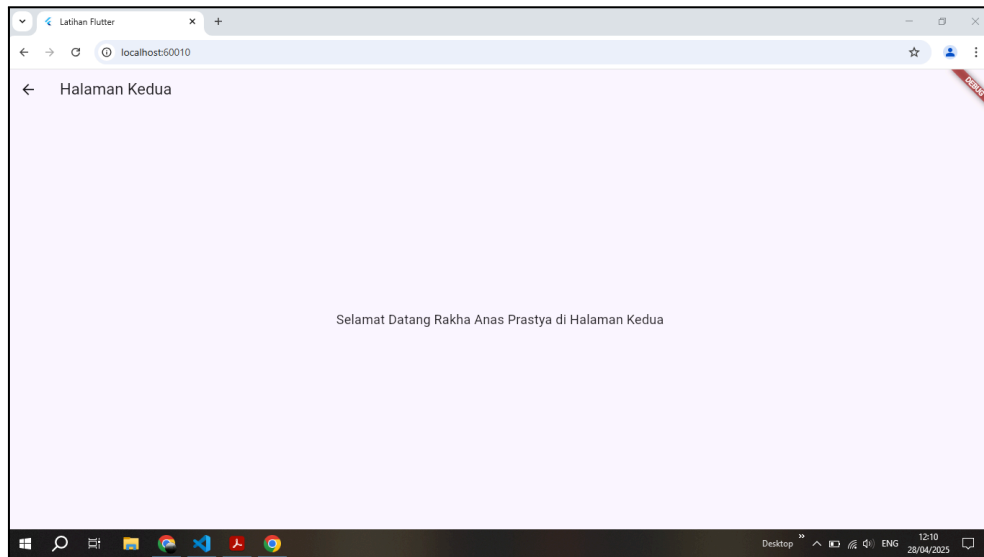 Latihan Flutter
localhost:60010
Halaman Kedua
DEBUG
Selamat Datang Rakha Anas Prastya di Halaman Kedua
Desktop
ENG
12:10
28/04/2025